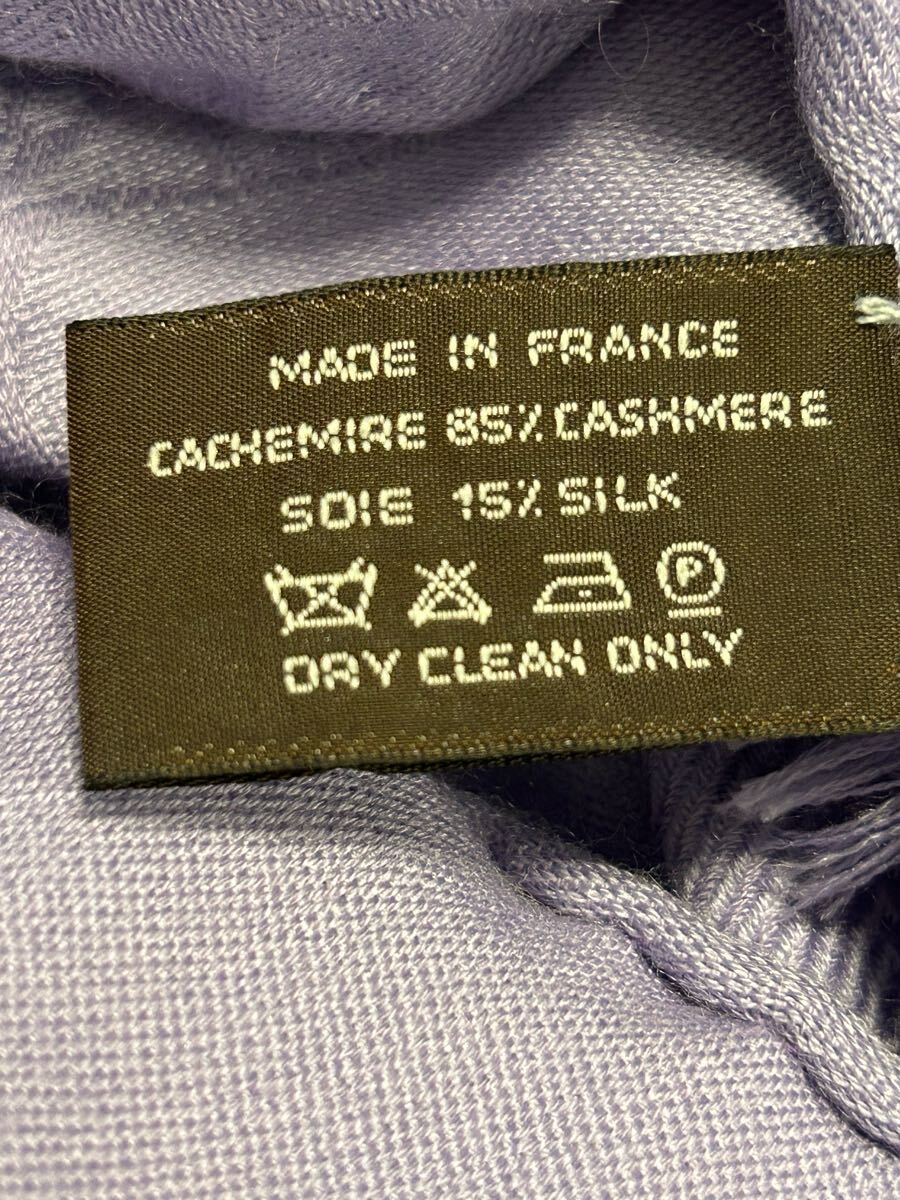 MADE IN FRANCE
CACHEMIRE 85% CASHMERE
SOIE 15% SILK
P
DRY CLEAN ONLY